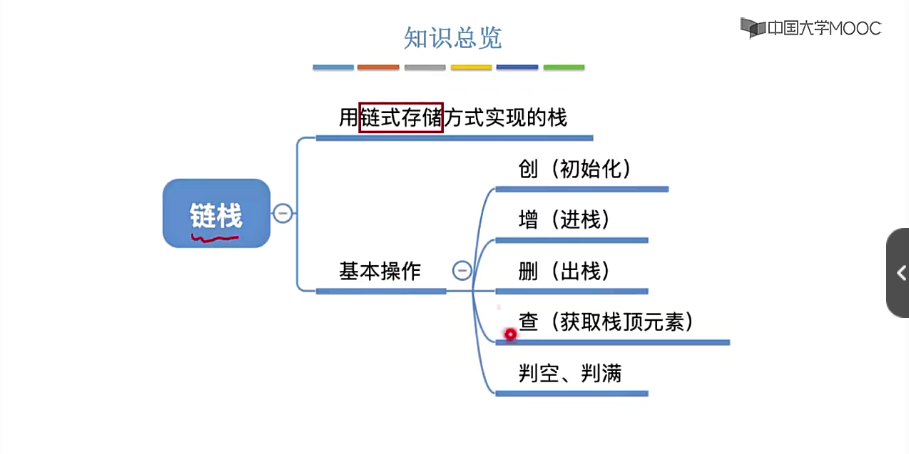 中国大学MOOC
知识总览
用链式存储方式实现的栈
创（初始化）
链栈
增（进栈）
基本操作
删（出栈）
查（获取栈顶元素）
判空、判满